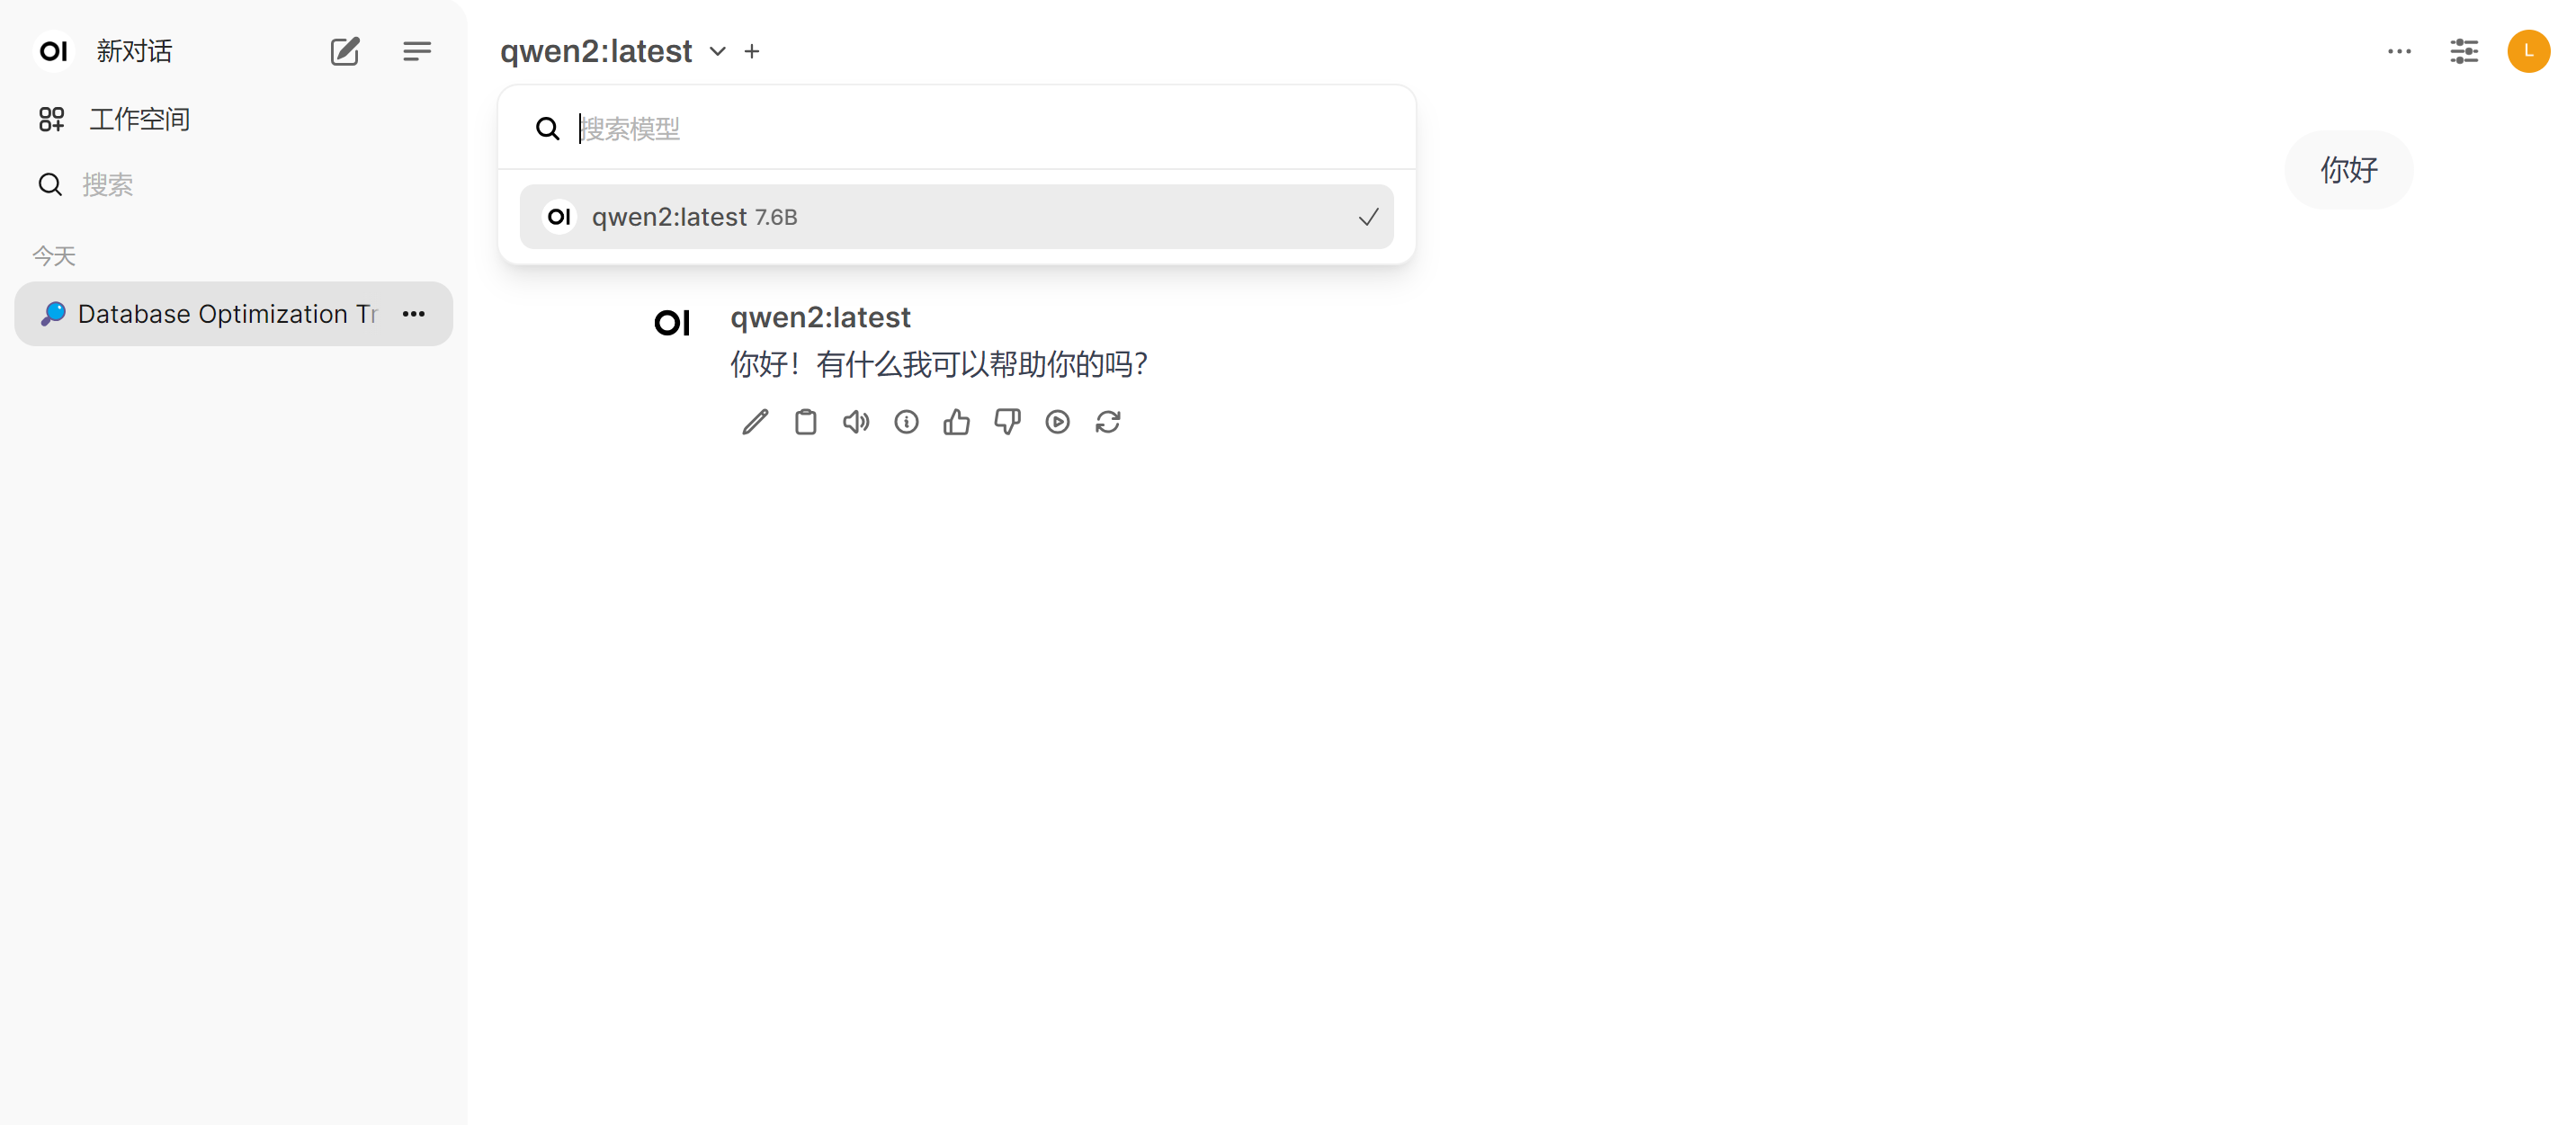 OI 新对话
工作空间
搜索
今天
Database Optimization Tr
qwen2:latest
L
搜索模型
OI qwen2:latest 7.6B
你好
OI qwen2:latest
你好！有什么我可以帮助你的吗？